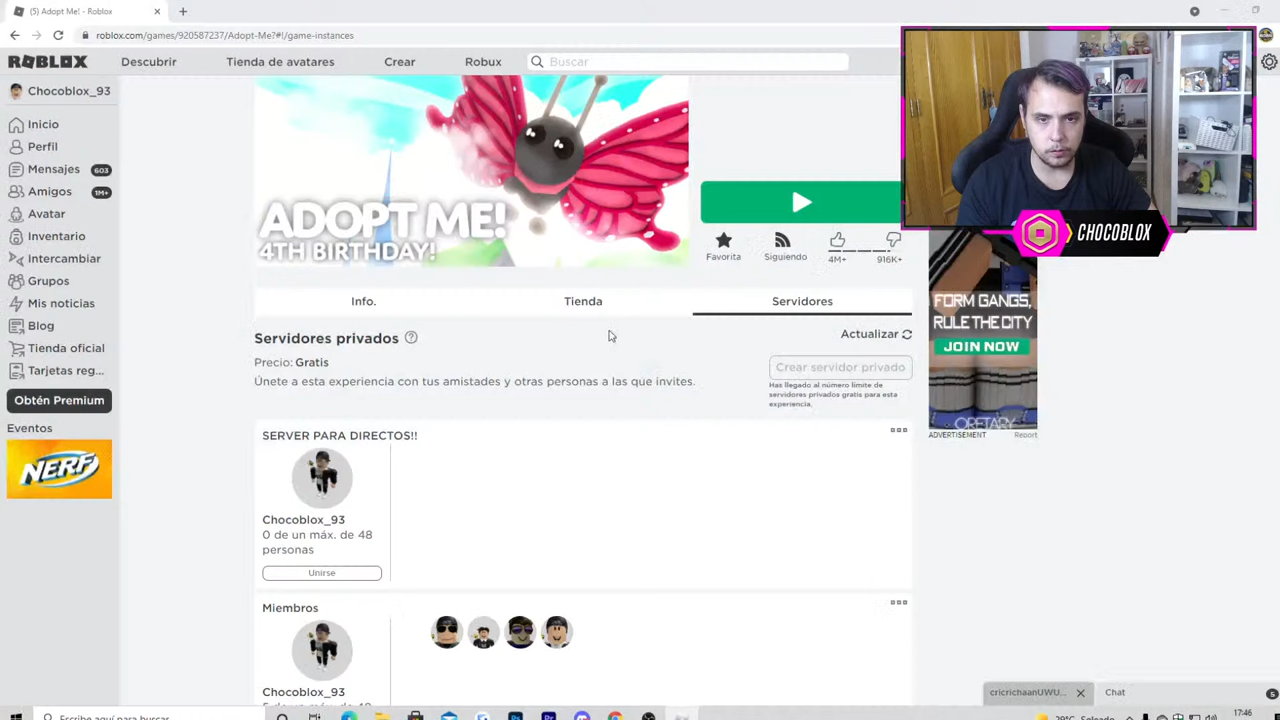 (5) Adopt Me! - Roblox
roblox.com/games/920587237/Adopt-Me?#!/game-instances
ROBLOX
Descubrir
Tienda de avatares
Crear
Robux
Buscar
Chocoblox_93
Inicio
Perfil
Mensajes 603
Amigos 1M+
Avatar
Inventario
Intercambiar
Grupos
Mis noticias
Blog
Tienda oficial
Tarjetas reg...
Obtén Premium
Eventos
NERF
ADOPT ME!
4TH BIRTHDAY!
Favorita
Siguiendo
4M+
916K+
CHOCOBLOX
Info.
Tienda
Servidores
Servidores privados
Actualizar
Precio: Gratis
Únete a esta experiencia con tus amistades y otras personas a las que invites.
Crear servidor privado
Has llegado al número límite de
servidores privados gratis para esta
experiencia.
SERVER PARA DIRECTOS!!
Chocoblox_93
0 de un máx. de 48
personas
Unirse
Miembros
Chocoblox_93
FORM GANGS,
RULE THE CITY
JOIN NOW
ADVERTISEMENT
Report
cricrichaanUWU...
Chat
5
Escribe aquí para buscar
29°C Soleado
17:46